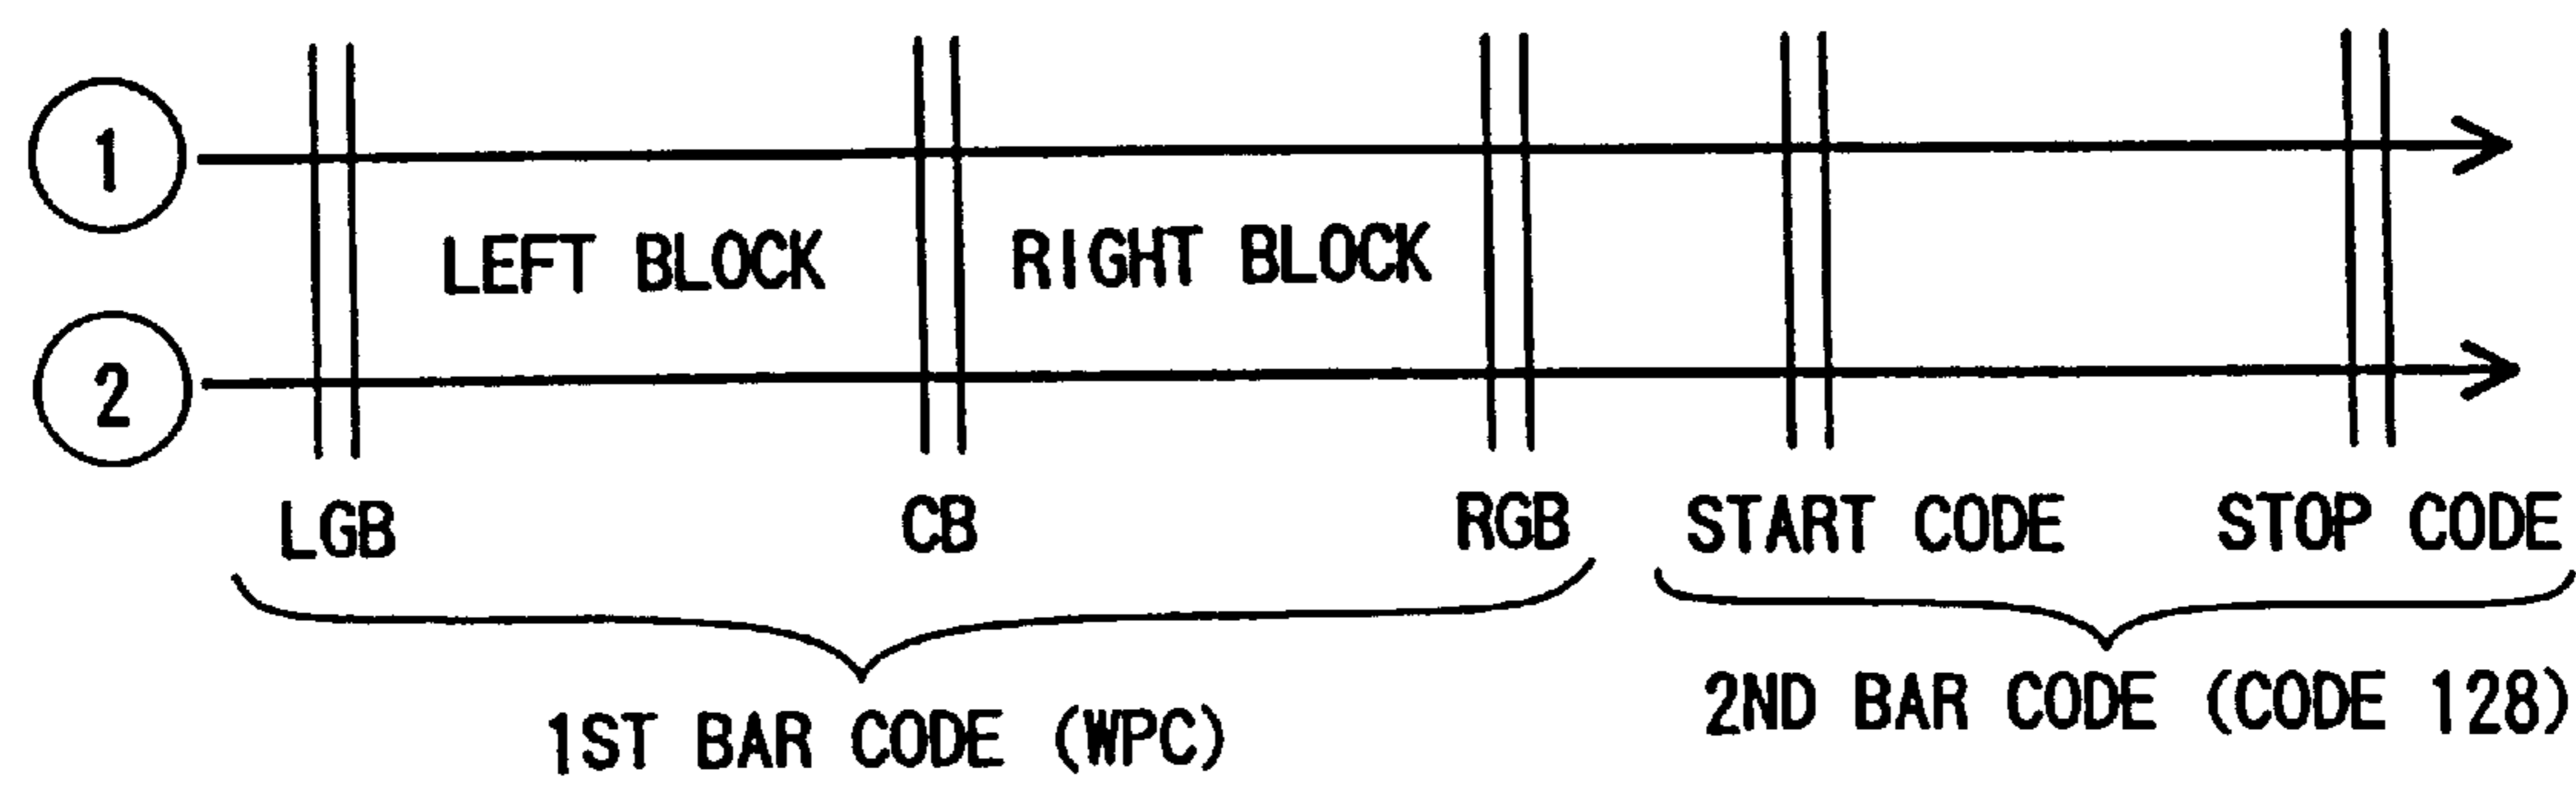 1
LEFT BLOCK RIGHT BLOCK
2
LGB CB RGB START CODE STOP CODE
1ST BAR CODE (WPC) 2ND BAR CODE (CODE 128)